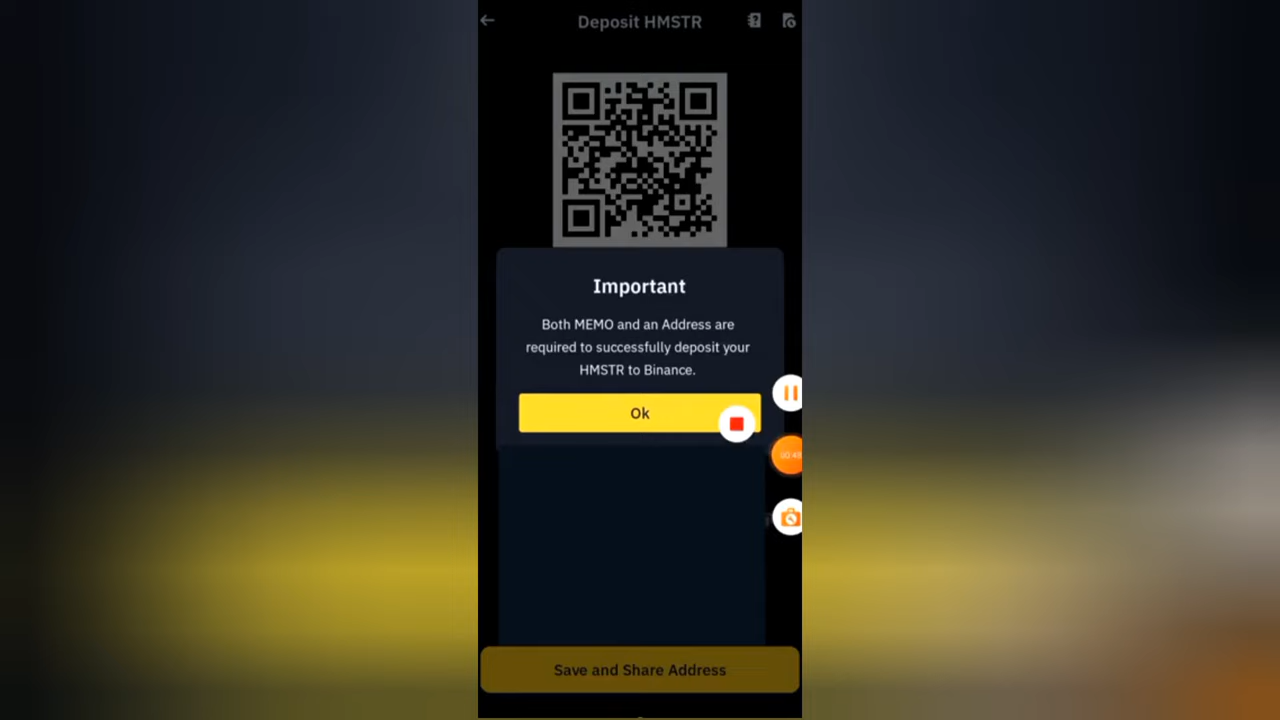 Deposit HMSTR
Important
Both MEMO and an Address are
required to successfully deposit your
HMSTR to Binance.
Ok
Save and Share Address